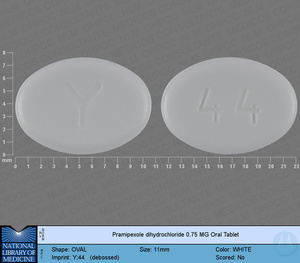 Y 44
9
8
7
6
5
4
3
2
1
0
mm
0 1 2 3 4 5 6 7 8 9 10 11 12 13 14 15 16 17 18 19 20 21 22
Pramipexole dihydrochloride 0.75 MG Oral Tablet
NATIONAL
LIBRARY OF
MEDICINE
Shape: OVAL Size: 11mm Color: WHITE
Imprint: Y;44 (debossed) Scored: No